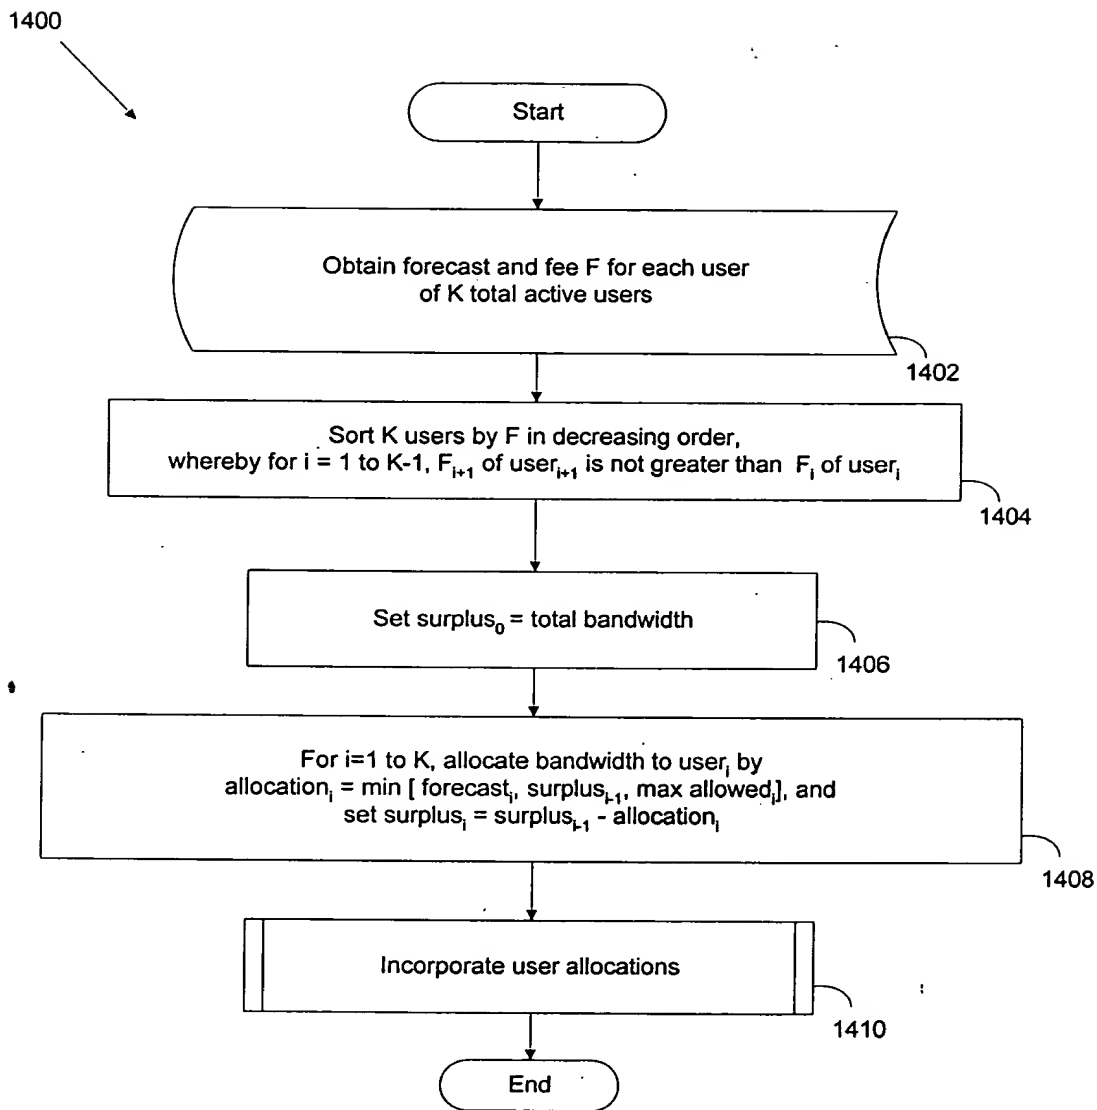 1400
Start
Obtain forecast and fee F for each user
of K total active users
1402
Sort K users by F in decreasing order,
whereby for i = 1 to K-1, Fi+1 of useri+1 is not greater than Fi of useri
1404
Set surplus0 = total bandwidth
1406
For i=1 to K, allocate bandwidth to useri by
allocationi = min [ forecasti, surplusi-1, max allowedi], and
set surplusi = surplusi-1 - allocationi
1408
Incorporate user allocations
1410
End